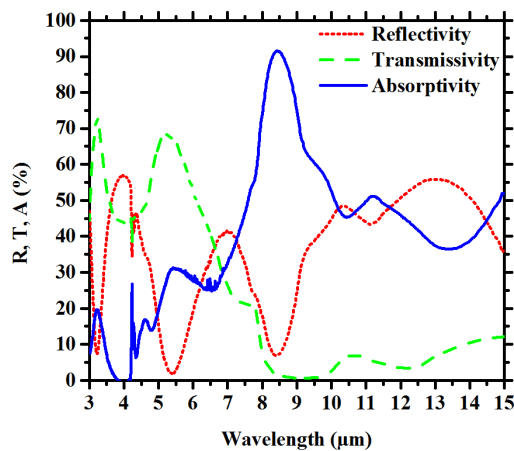 100
90
80
70
60
50
40
30
20
10
0
R, T, A (%)
Reflectivity
Transmissivity
Absorptivity
3 4 5 6 7 8 9 10 11 12 13 14 15
Wavelength (μm)